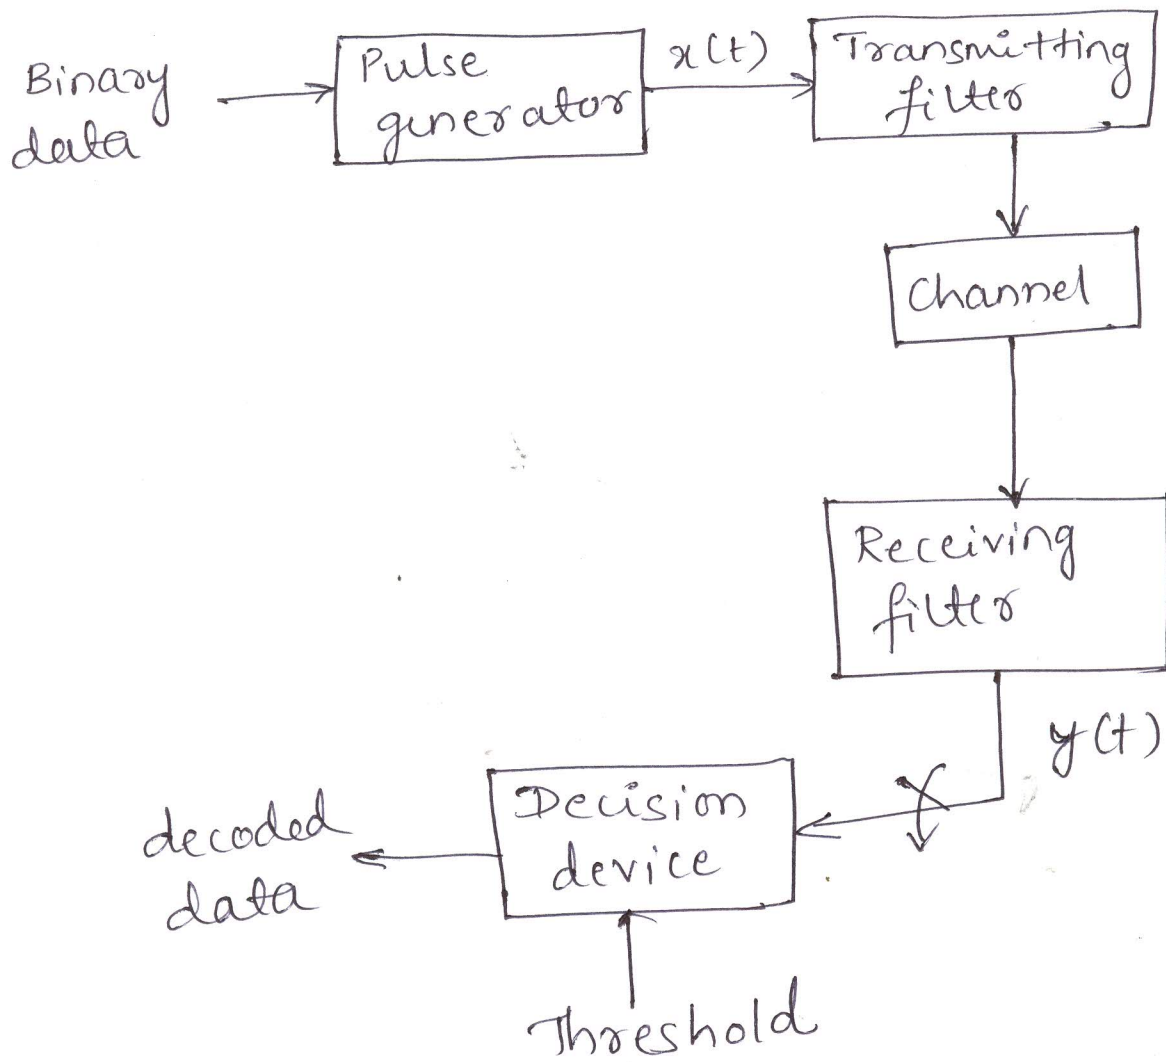 Binary
data
Pulse
generator
x(t)
Transmitting
filter
Channel
Receiving
filter
y(t)
Decision
device
decoded
data
Threshold